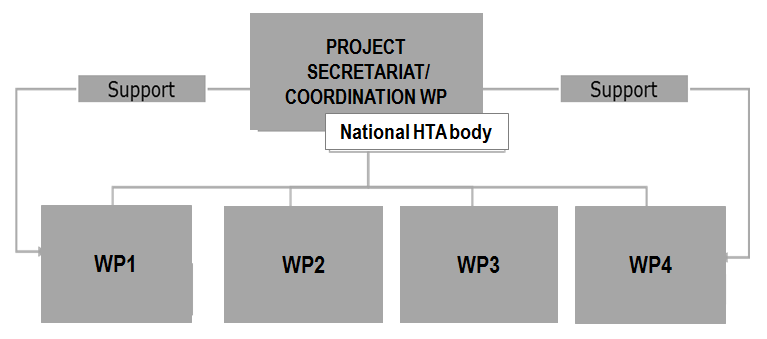 PROJECT
SECRETARIAT/
COORDINATION WP
Support
Support
National HTA body
WP1
WP2
WP3
WP4